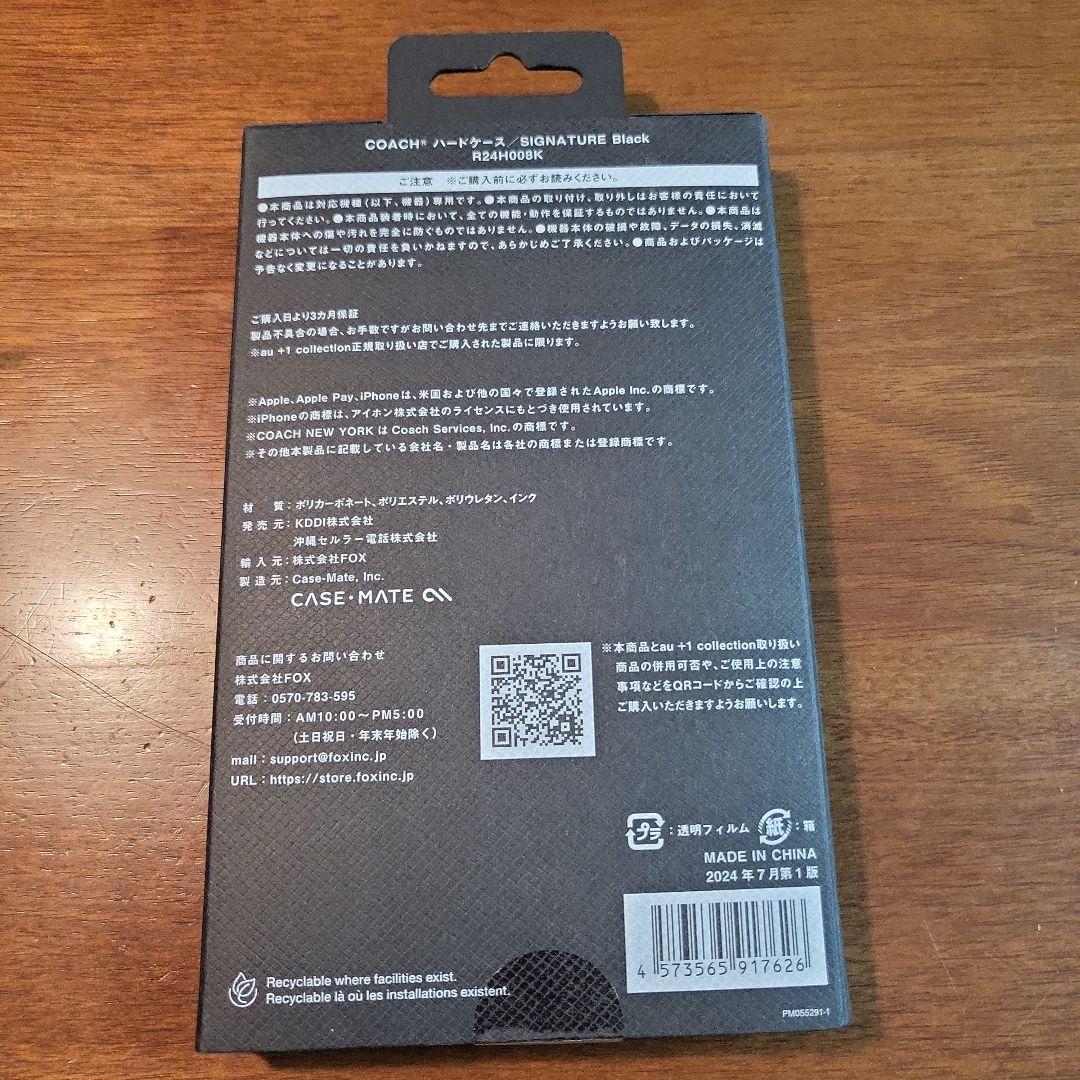 COACH® ハードケース／SIGNATURE Black
R24H008K
ご注意　※ご購入前に必ずお読みください。
●本商品は対応機種（以下、機器）専用です。●本商品の取り付け、取り外しはお客様の責任において
行ってください。●本商品装着時において、全ての機能・動作を保証するものではありません。●本商品は
機器本体への傷や汚れを完全に防ぐものではありません。●機器本体の破損や故障、データの損失、消滅
などについては一切の責任を負いかねますので、あらかじめご了承ください。●商品およびパッケージは
予告なく変更になることがあります。
ご購入日より3カ月保証
製品不具合の場合、お手数ですがお問い合わせ先までご連絡いただきますようお願い致します。
※au +1 collection正規取り扱い店でご購入された製品に限ります。
※Apple、Apple Pay、iPhoneは、米国および他の国々で登録されたApple Inc.の商標です。
※iPhoneの商標は、アイホン株式会社のライセンスにもとづき使用されています。
※COACH NEW YORK は Coach Services, Inc.の商標です。
※その他本製品に記載している会社名・製品名は各社の商標または登録商標です。
材　質：ポリカーボネート、ポリエステル、ポリウレタン、インク
発売元：KDDI株式会社
沖縄セルラー電話株式会社
輸入元：株式会社FOX
製造元：Case-Mate, Inc.
CASE·MATE
商品に関するお問い合わせ
株式会社FOX
電話：0570-783-595
受付時間：AM10:00～PM5:00
（土日祝日・年末年始除く）
mail：support@foxinc.jp
URL：https://store.foxinc.jp
※本商品とau +1 collection取り扱い
商品の併用可否や、ご使用上の注意
事項などをQRコードからご確認の上
ご購入いただきますようお願いします。
プラ：透明フィルム 紙：箱
MADE IN CHINA
2024年7月第1版
4 573565 917626
Recyclable where facilities exist.
Recyclable là où les installations existent.
PM055291-1